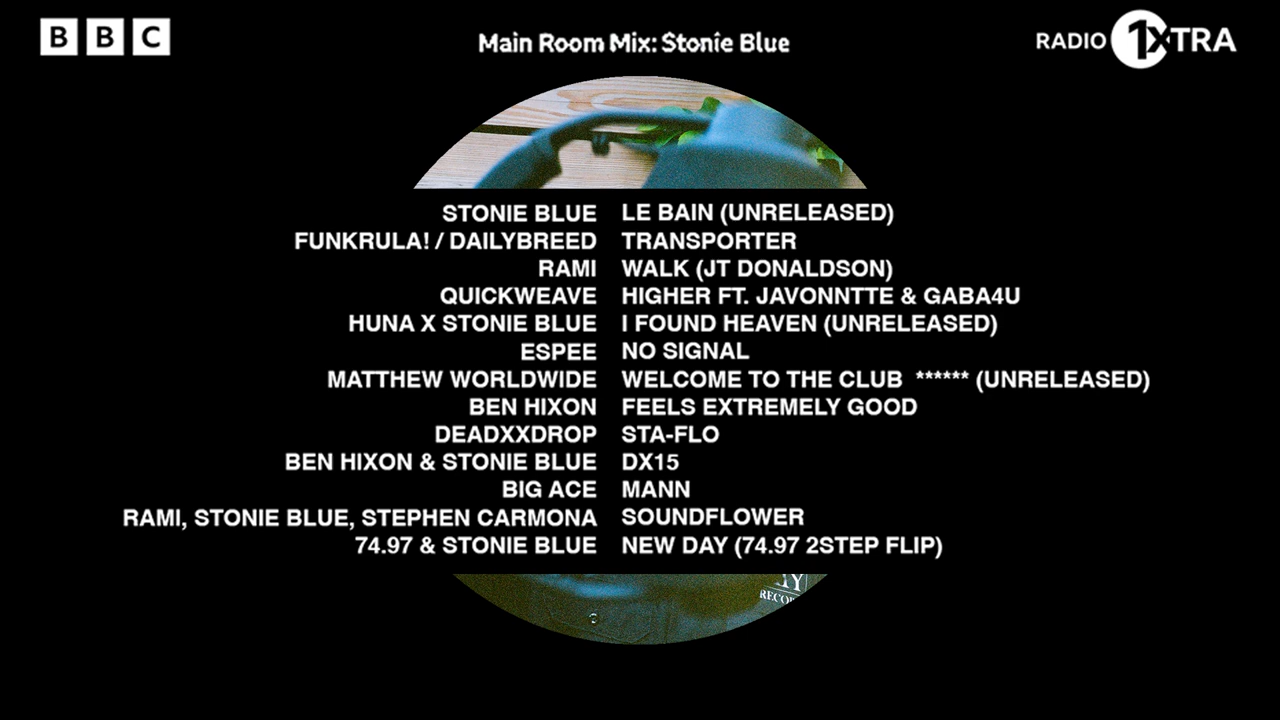 BBC
Main Room Mix: Stonie Blue
RADIO 1XTRA
STONIE BLUE LE BAIN (UNRELEASED)
FUNKRULA! / DAILYBREED TRANSPORTER
RAMI WALK (JT DONALDSON)
QUICKWEAVE HIGHER FT. JAVONNTTE & GABA4U
HUNA X STONIE BLUE I FOUND HEAVEN (UNRELEASED)
ESPEE NO SIGNAL
MATTHEW WORLDWIDE WELCOME TO THE CLUB ****** (UNRELEASED)
BEN HIXON FEELS EXTREMELY GOOD
DEADXXDROP STA-FLO
BEN HIXON & STONIE BLUE DX15
BIG ACE MANN
RAMI, STONIE BLUE, STEPHEN CARMONA SOUNDFLOWER
74.97 & STONIE BLUE NEW DAY (74.97 2STEP FLIP)